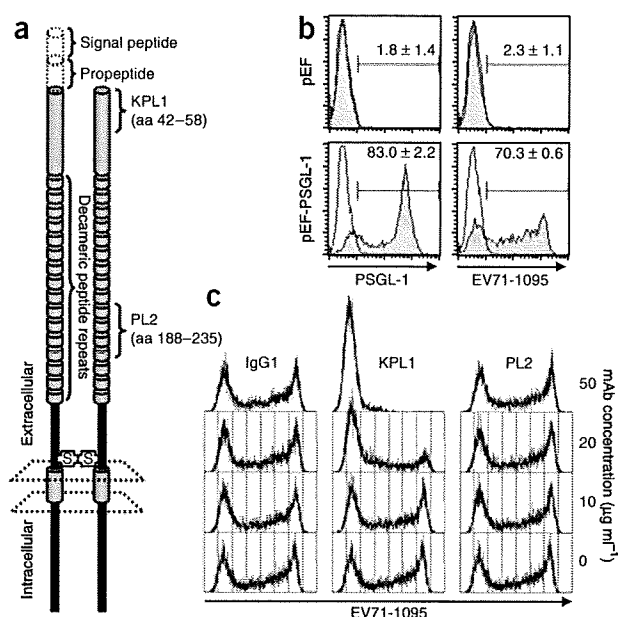 a
Signal peptide
Propeptide
KPL1
(aa 42–58)
Decameric peptide repeats
PL2
(aa 188–235)
Extracellular
S S
Intracellular
b
pEF
1.8 ± 1.4
2.3 ± 1.1
pEF-PSGL-1
83.0 ± 2.2
70.3 ± 0.6
PSGL-1
EV71-1095
c
IgG1
KPL1
PL2
50
20
10
0
mAb concentration (µg ml⁻¹)
EV71-1095